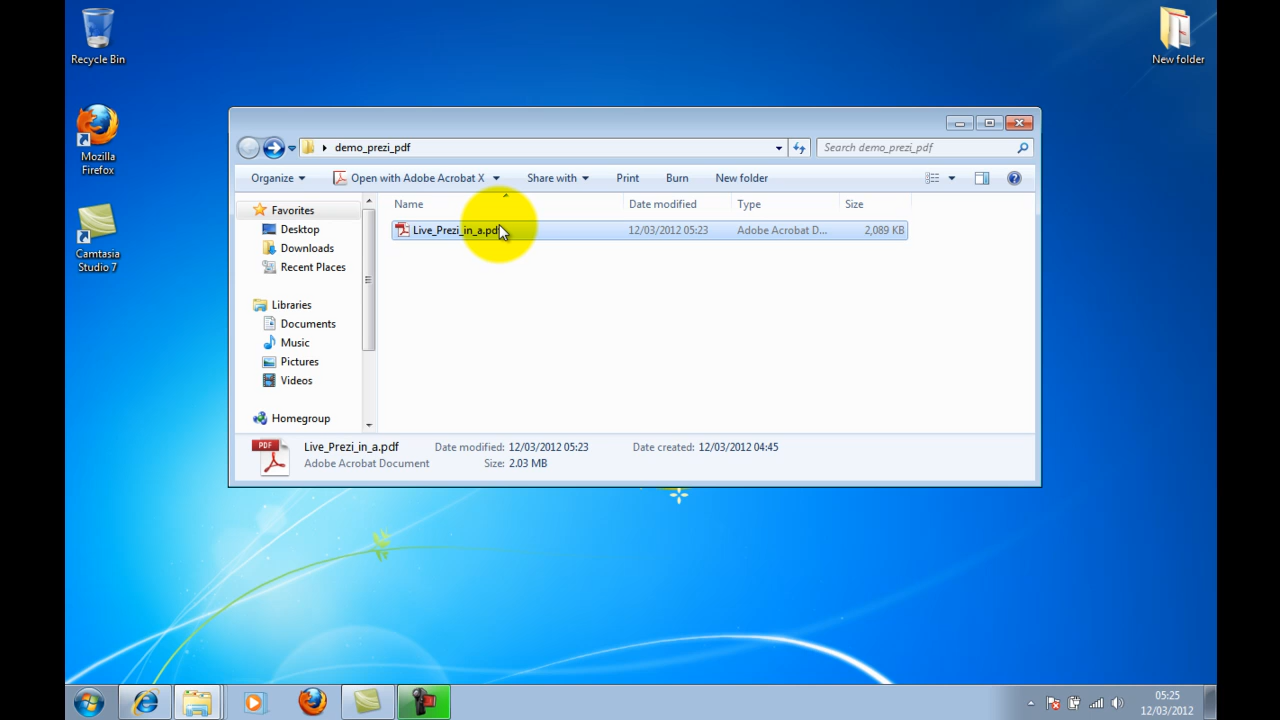 Recycle Bin
New folder
Mozilla
Firefox
Camtasia
Studio 7
demo_prezi_pdf
Search demo_prezi_pdf
Organize
Open with Adobe Acrobat X
Share with
Print
Burn
New folder
Name
Date modified
Type
Size
Live_Prezi_in_a.pdf
12/03/2012 05:23
Adobe Acrobat D...
2,089 KB
Favorites
Desktop
Downloads
Recent Places
Libraries
Documents
Music
Pictures
Videos
Homegroup
PDF
Live_Prezi_in_a.pdf
Date modified: 12/03/2012 05:23
Date created: 12/03/2012 04:45
Adobe Acrobat Document
Size: 2.03 MB
05:25
12/03/2012